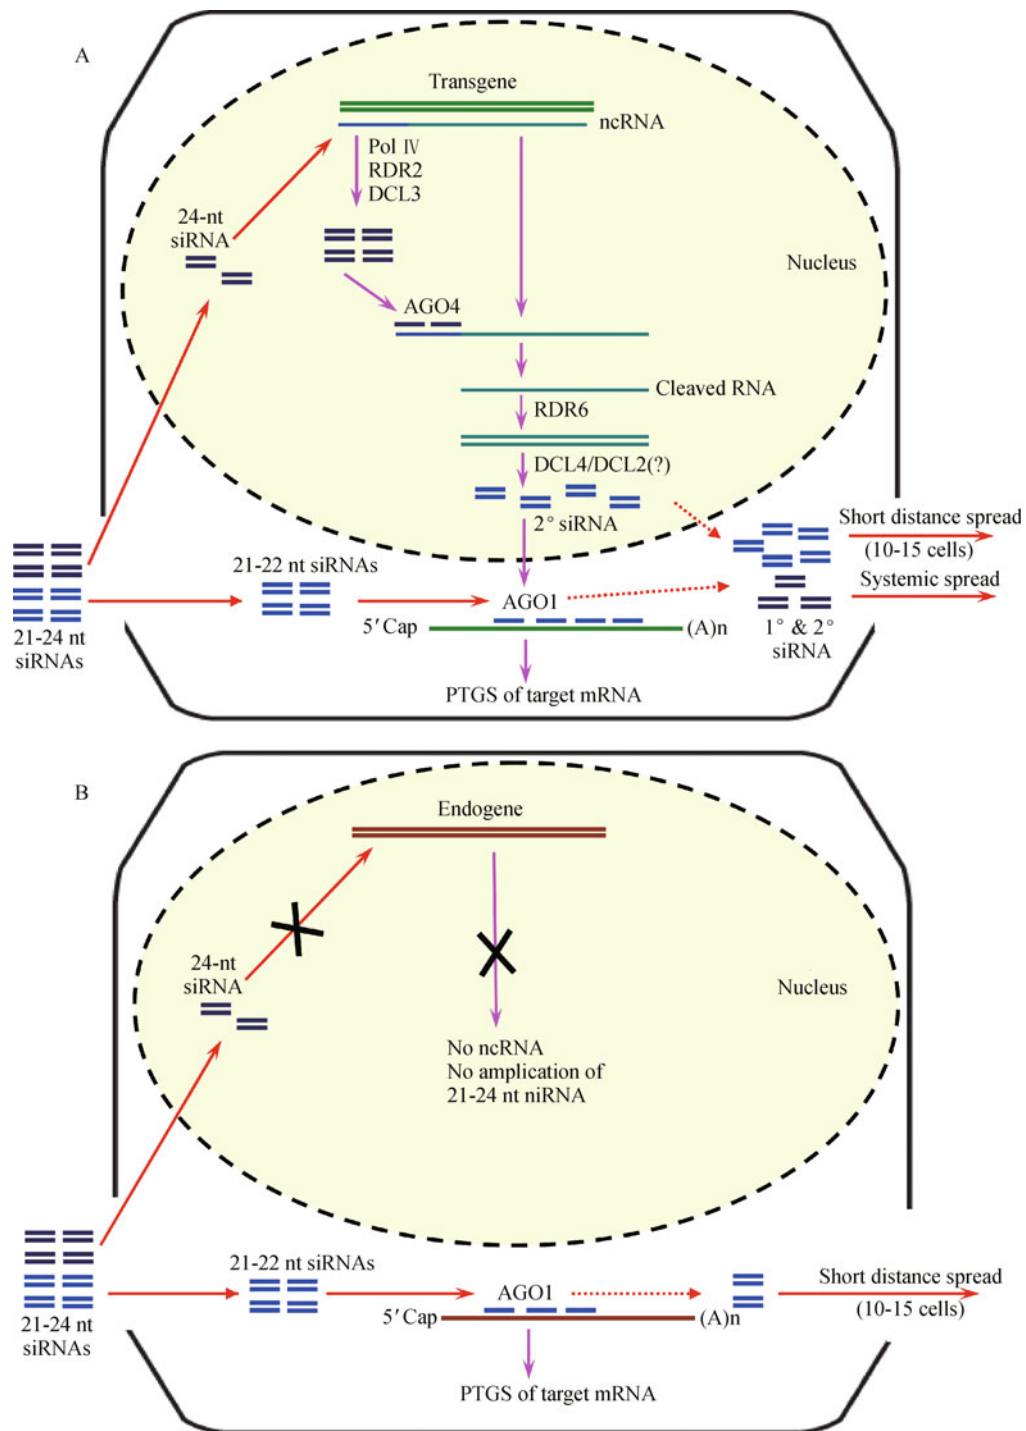 A
Transgene
ncRNA
Pol IV
RDR2
DCL3
24-nt
siRNA
Nucleus
AGO4
Cleaved RNA
RDR6
DCL4/DCL2(?)
2° siRNA
Short distance spread
(10-15 cells)
21-22 nt siRNAs
Systemic spread
AGO1
5′ Cap
(A)n
1° & 2°
siRNA
21-24 nt
siRNAs
PTGS of target mRNA
B
Endogene
24-nt
siRNA
Nucleus
No ncRNA
No amplication of
21-24 nt niRNA
21-22 nt siRNAs
Short distance spread
(10-15 cells)
AGO1
5′ Cap
(A)n
21-24 nt
siRNAs
PTGS of target mRNA